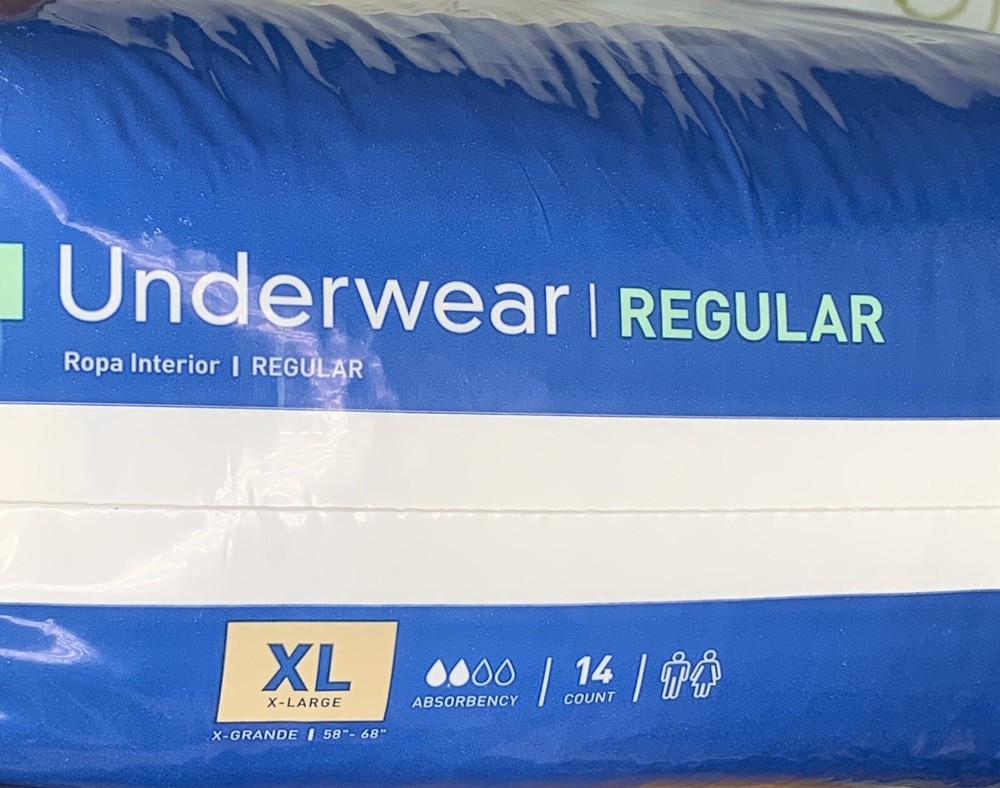 Underwear | REGULAR
Ropa Interior | REGULAR
XL
X-LARGE
X-GRANDE | 58"- 68"
ABSORBENCY
14
COUNT